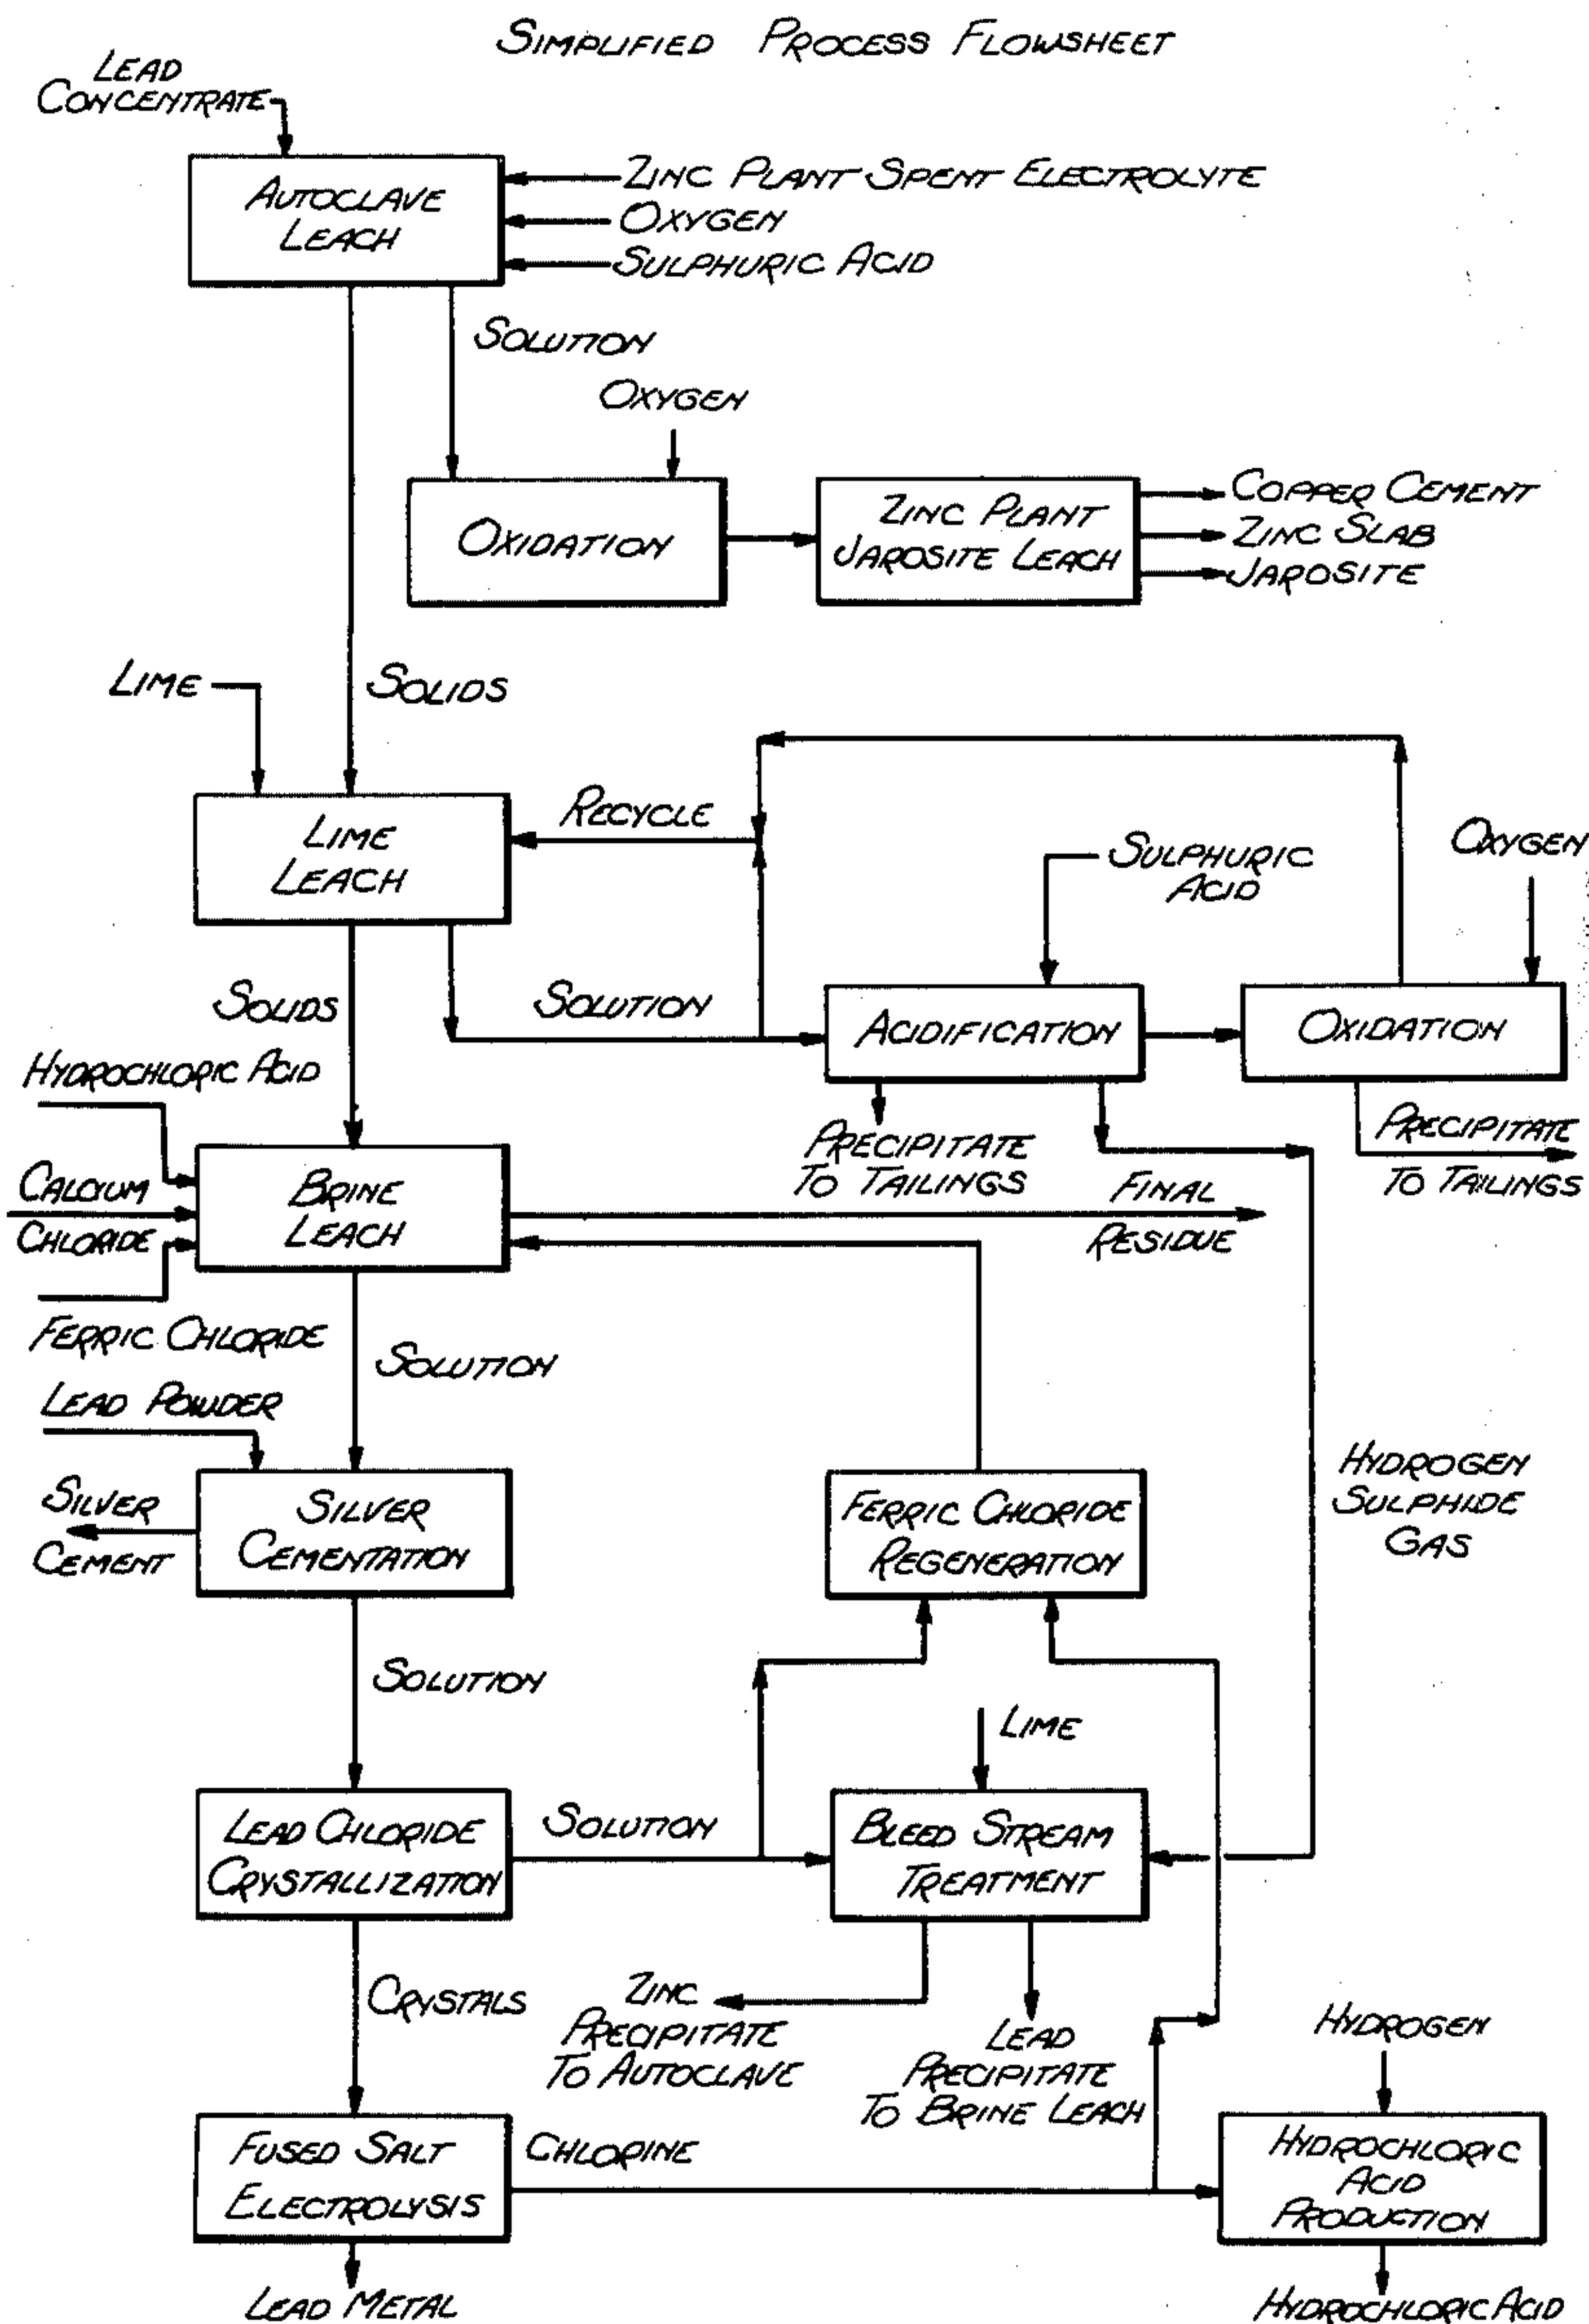 SIMPLIFIED PROCESS FLOWSHEET
LEAD
CONCENTRATE
AUTOCLAVE
LEACH
ZINC PLANT SPENT ELECTROLYTE
OXYGEN
SULPHURIC ACID
SOLUTION
OXYGEN
OXIDATION
ZINC PLANT
JAROSITE LEACH
COPPER CEMENT
ZINC SLAB
JAROSITE
LIME
SOLIDS
LIME
LEACH
RECYCLE
SULPHURIC
ACID
OXYGEN
SOLIDS
SOLUTION
ACIDIFICATION
OXIDATION
HYDROCHLORIC ACID
CALCIUM
CHLORIDE
FERRIC CHLORIDE
BRINE
LEACH
PRECIPITATE
TO TAILINGS
FINAL
RESIDUE
PRECIPITATE
TO TAILINGS
SOLUTION
LEAD POWDER
SILVER
CEMENT
SILVER
CEMENTATION
FERRIC CHLORIDE
REGENERATION
HYDROGEN
SULPHIDE
GAS
SOLUTION
LIME
LEAD CHLORIDE
CRYSTALLIZATION
SOLUTION
BLEED STREAM
TREATMENT
CRYSTALS
ZINC
PRECIPITATE
TO AUTOCLAVE
LEAD
PRECIPITATE
TO BRINE LEACH
HYDROGEN
FUSED SALT
ELECTROLYSIS
CHLORINE
HYDROCHLORIC
ACID
PRODUCTION
LEAD METAL
HYDROCHLORIC ACID